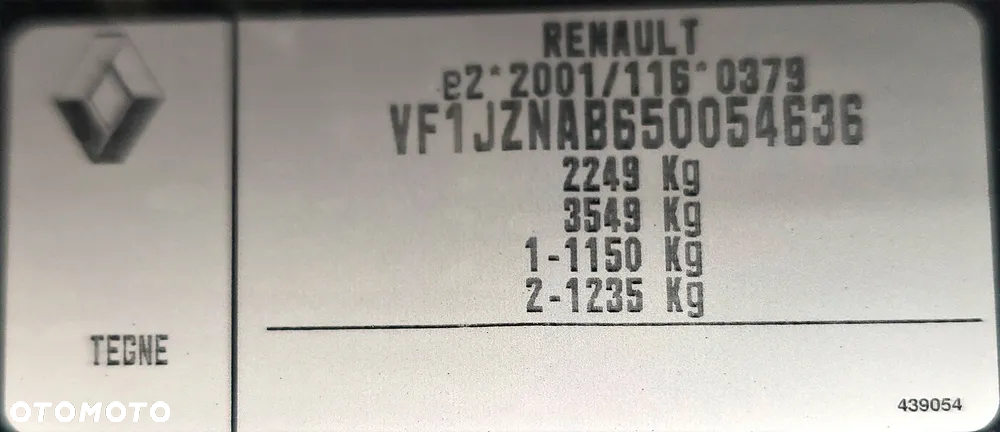 RENAULT
e2*2001/116*0379
VF1JZNAB650054636
2249 Kg
3549 Kg
1-1150 Kg
2-1235 Kg
TEGNE
439054
OTOMOTO